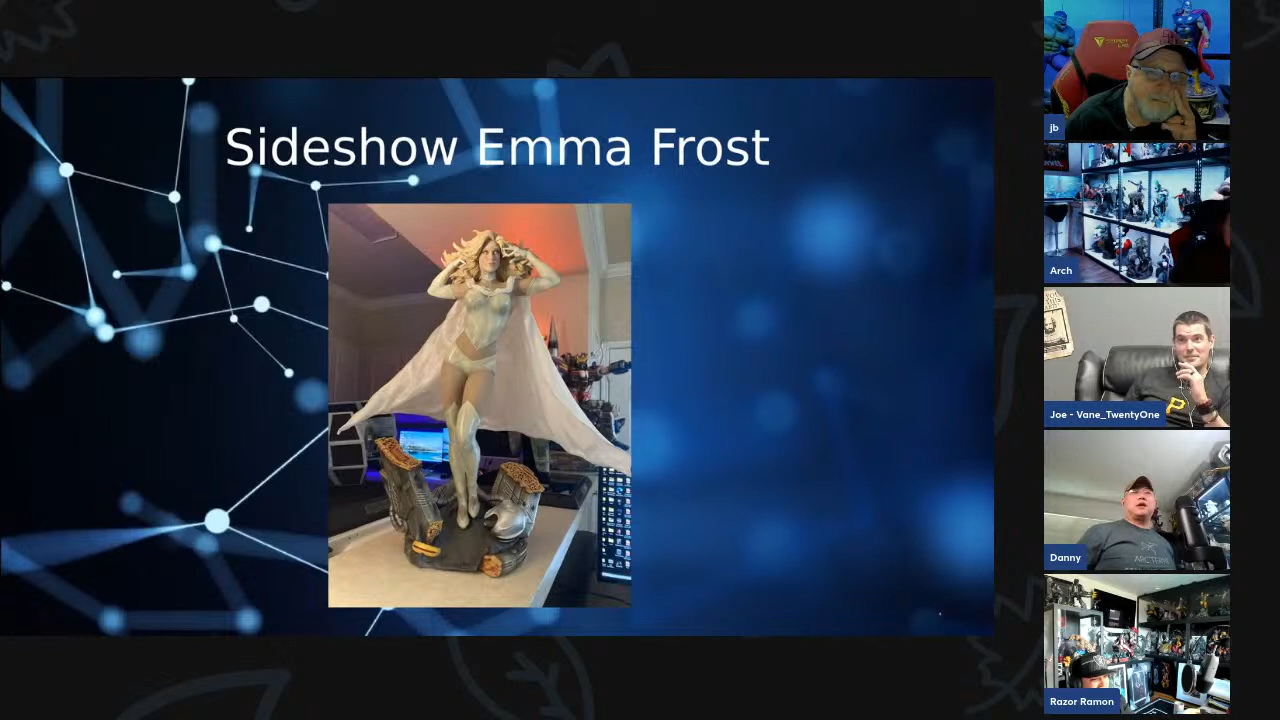 Sideshow Emma Frost
jb
Arch
Joe - Vane_TwentyOne
P
Danny
Razor Ramon